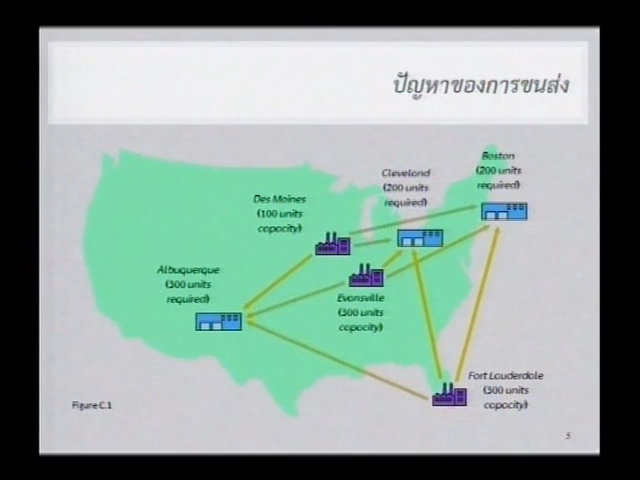 ปัญหาของการขนส่ง
Boston
(200 units
required)
Cleveland
(200 units
required)
Des Moines
(100 units
capacity)
Albuquerque
(300 units
required)
Evansville
(300 units
capacity)
Fort Lauderdale
(300 units
capacity)
Figure C.1
5